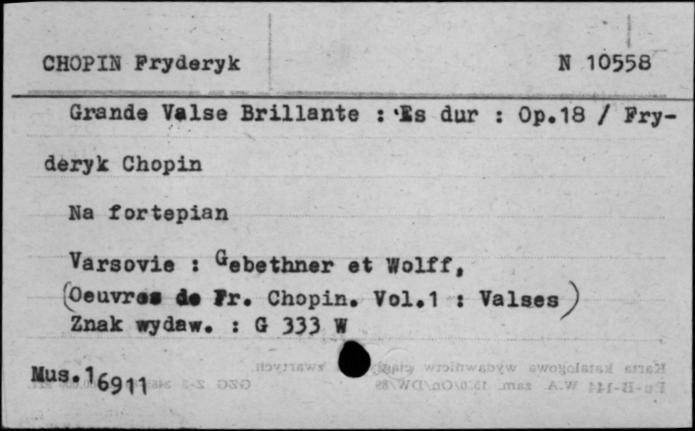 CHOPIN Fryderyk N 10558
Grande Valse Brillante : Es dur : Op.18 / Fry-
deryk Chopin
Na fortepian
Varsovie : Gebethner et Wolff,
(Oeuvres de Fr. Chopin. Vol.1 : Valses)
Znak wydaw. : G 333 W
Mus.16911